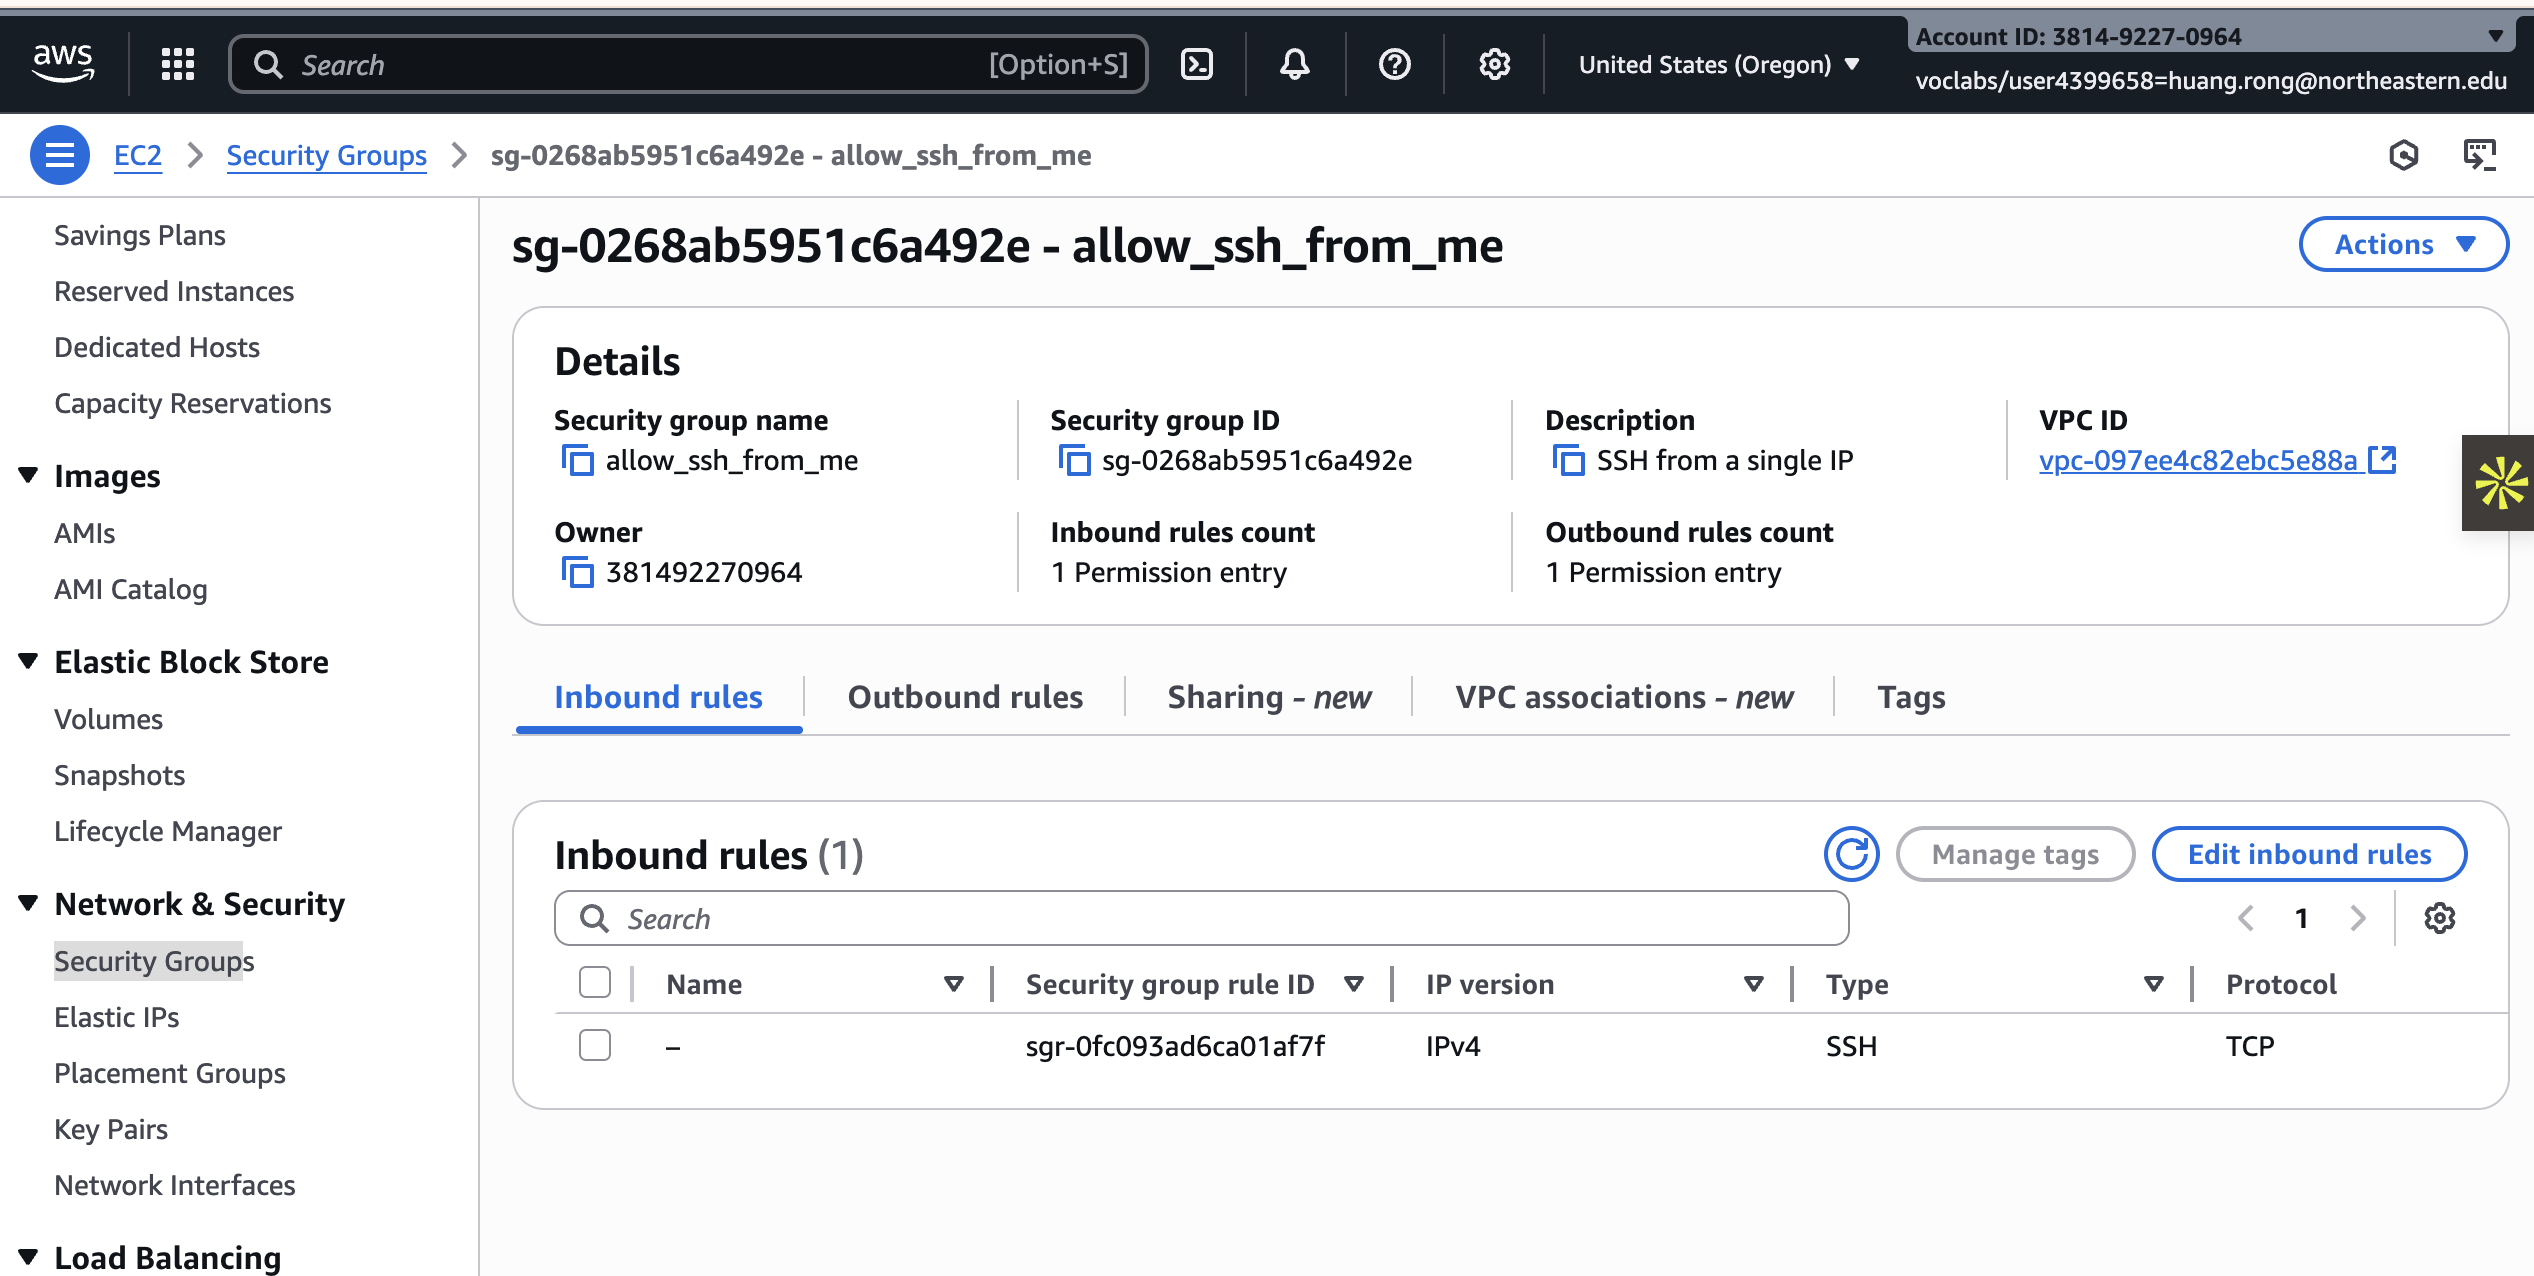 aws
Search [Option+S]
United States (Oregon)
Account ID: 3814-9227-0964
voclabs/user4399658=huang.rong@northeastern.edu
EC2
Security Groups
sg-0268ab5951c6a492e - allow_ssh_from_me
Savings Plans
Reserved Instances
Dedicated Hosts
Capacity Reservations
Images
AMIs
AMI Catalog
Elastic Block Store
Volumes
Snapshots
Lifecycle Manager
Network & Security
Security Groups
Elastic IPs
Placement Groups
Key Pairs
Network Interfaces
Load Balancing
sg-0268ab5951c6a492e - allow_ssh_from_me
Actions
Details
Security group name
allow_ssh_from_me
Security group ID
sg-0268ab5951c6a492e
Description
SSH from a single IP
VPC ID
vpc-097ee4c82ebc5e88a
Owner
381492270964
Inbound rules count
1 Permission entry
Outbound rules count
1 Permission entry
Inbound rules
Outbound rules
Sharing - new
VPC associations - new
Tags
Inbound rules (1)
Manage tags
Edit inbound rules
Search
1
Name
Security group rule ID
IP version
Type
Protocol
–
sgr-0fc093ad6ca01af7f
IPv4
SSH
TCP